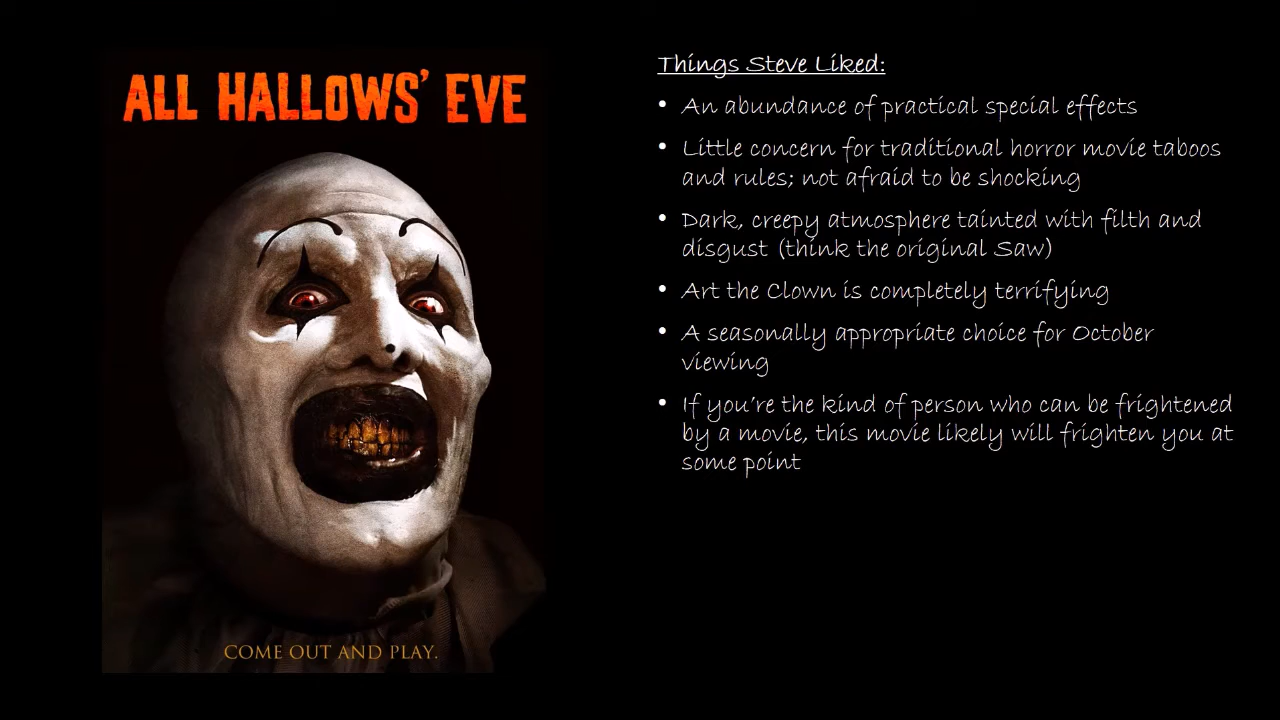 ALL HALLOWS' EVE
COME OUT AND PLAY.
Things Steve Liked:
• An abundance of practical special effects
• Little concern for traditional horror movie taboos
and rules; not afraid to be shocking
• Dark, creepy atmosphere tainted with filth and
disgust (think the original Saw)
• Art the Clown is completely terrifying
• A seasonally appropriate choice for October
viewing
• If you're the kind of person who can be frightened
by a movie, this movie likely will frighten you at
some point